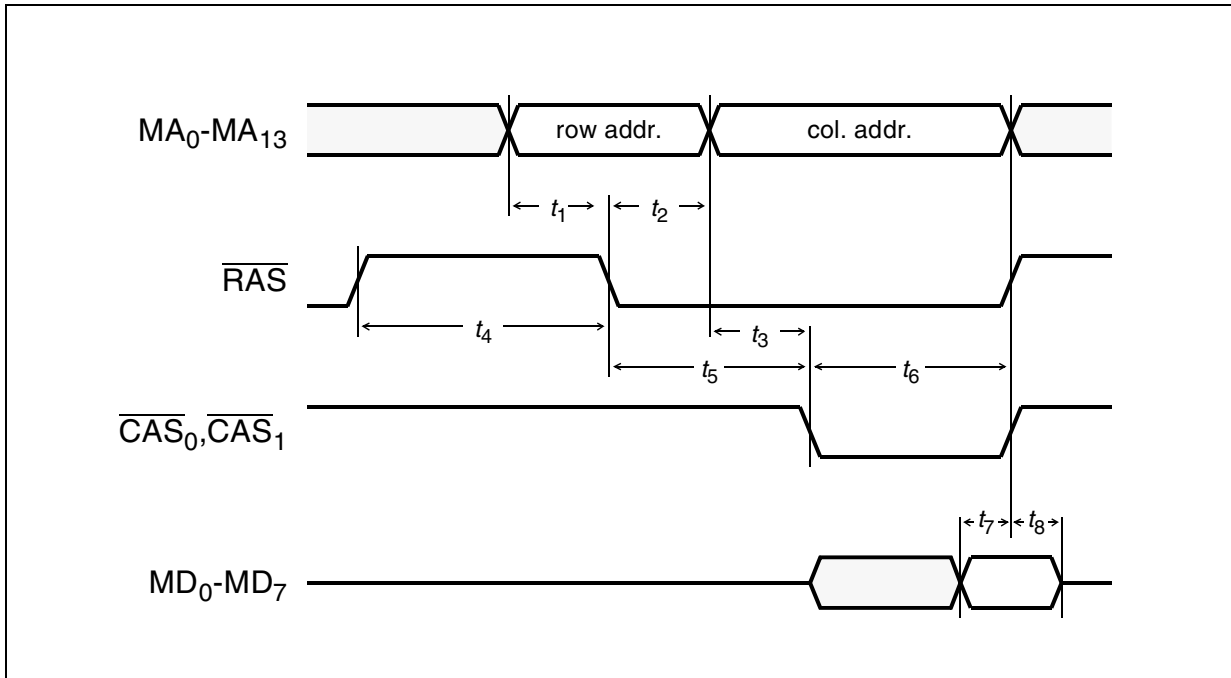 MA0-MA13
row addr.
col. addr.
t1
t2
RAS
t4
t3
t5
t6
CAS0,CAS1
t7
t8
MD0-MD7